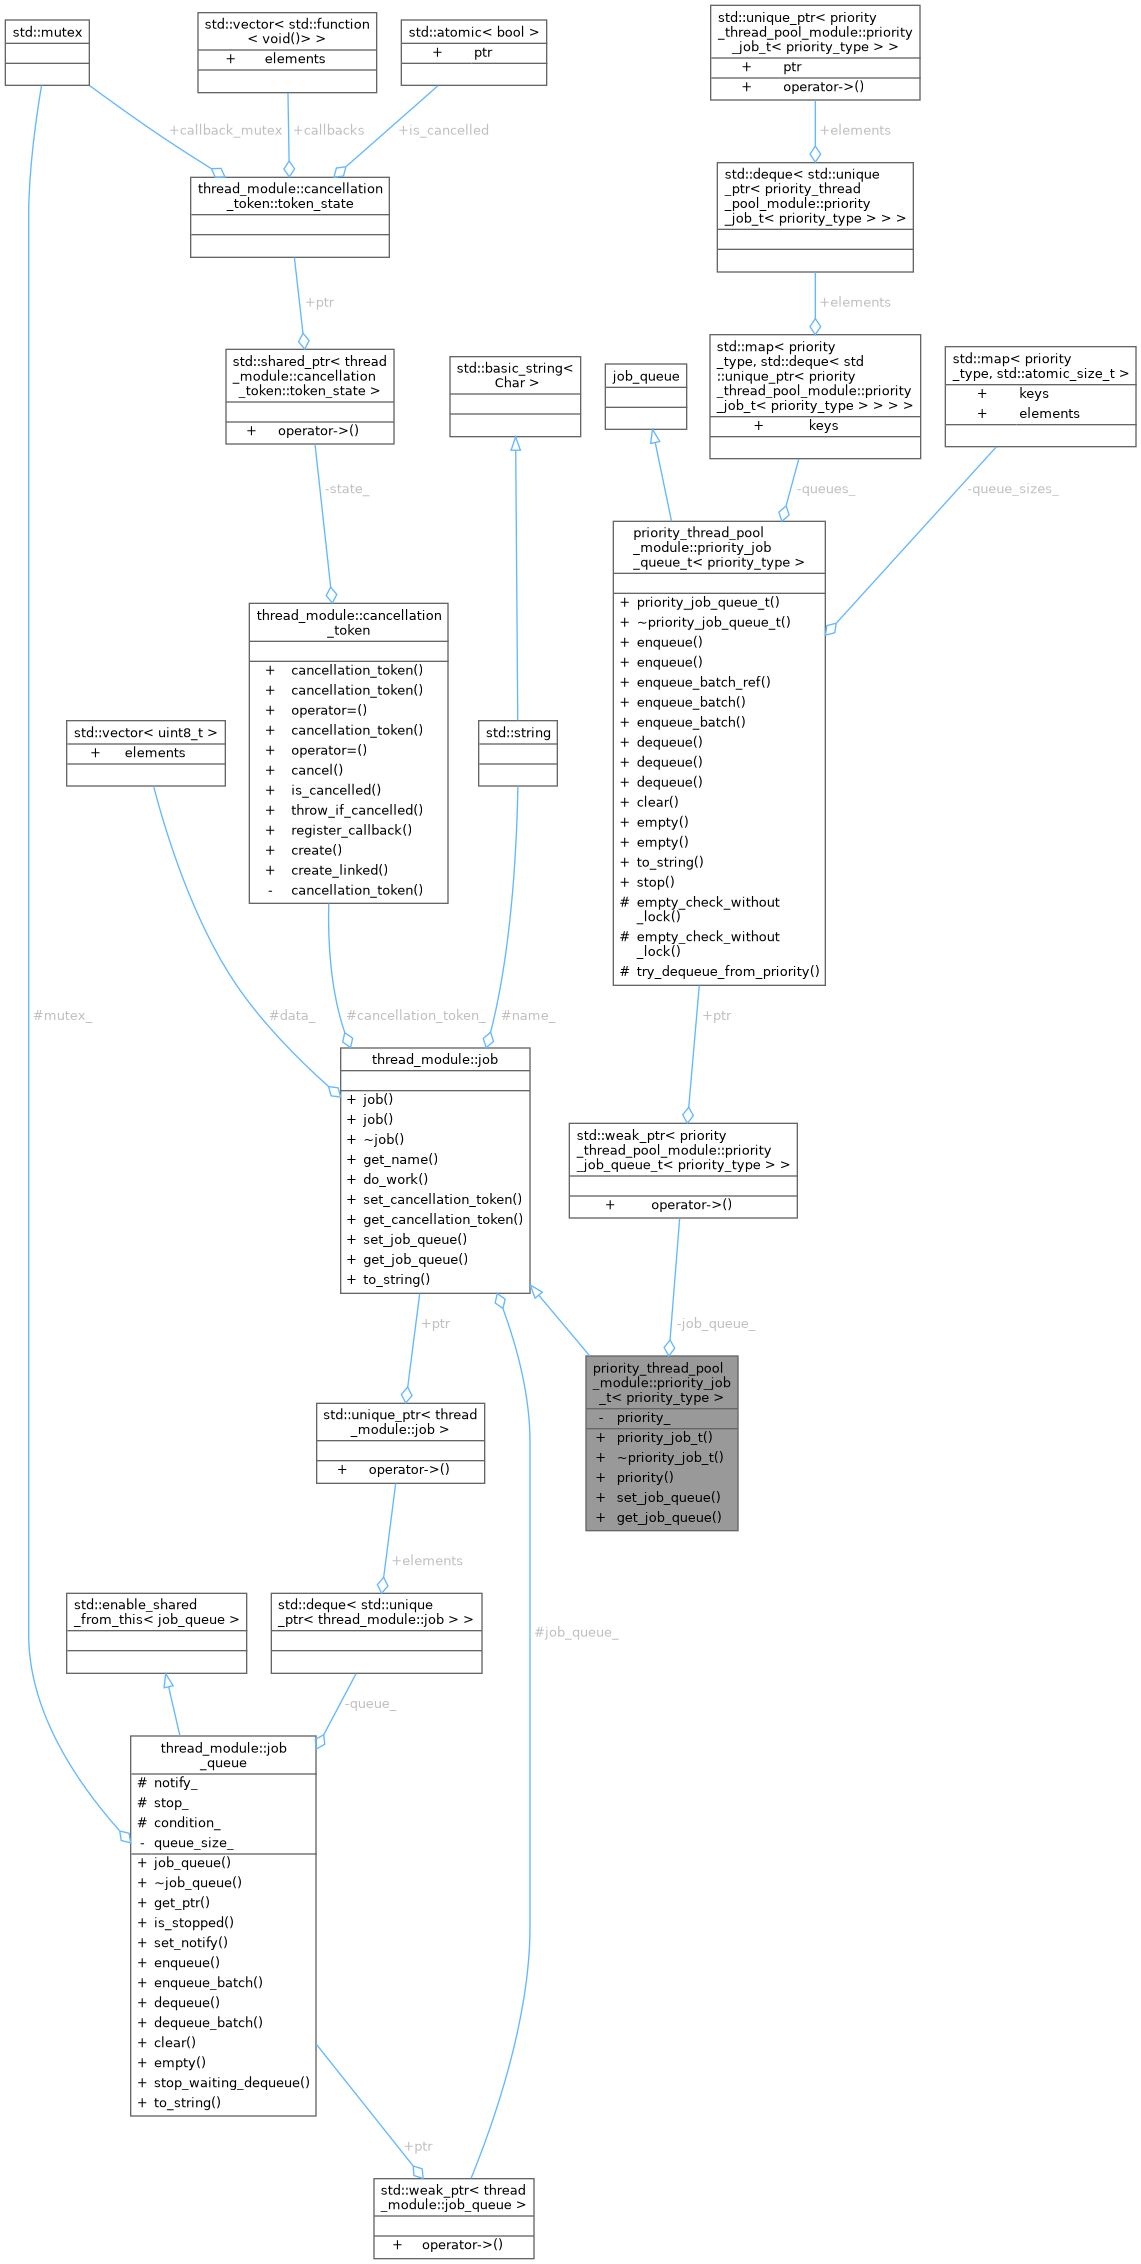 std::mutex
std::vector< std::function
< void()> >
+ elements
std::atomic< bool >
+ ptr
std::unique_ptr< priority
_thread_pool_module::priority
_job_t< priority_type > >
+ ptr
+ operator->()
+callback_mutex
+callbacks
+is_cancelled
+elements
thread_module::cancellation
_token::token_state
std::deque< std::unique
_ptr< priority_thread
_pool_module::priority
_job_t< priority_type > > >
+ptr
+elements
std::shared_ptr< thread
_module::cancellation
_token::token_state >
+ operator->()
std::basic_string<
Char >
job_queue
std::map< priority
_type, std::deque< std
::unique_ptr< priority
_thread_pool_module::priority
_job_t< priority_type > > > >
+ keys
std::map< priority
_type, std::atomic_size_t >
+ keys
+ elements
-state_
-queues_
-queue_sizes_
priority_thread_pool
_module::priority_job
_queue_t< priority_type >
+ priority_job_queue_t()
+ ~priority_job_queue_t()
+ enqueue()
+ enqueue()
+ enqueue_batch_ref()
+ enqueue_batch()
+ enqueue_batch()
+ dequeue()
+ dequeue()
+ dequeue()
+ clear()
+ empty()
+ empty()
+ to_string()
+ stop()
# empty_check_without
_lock()
# empty_check_without
_lock()
# try_dequeue_from_priority()
thread_module::cancellation
_token
+ cancellation_token()
+ cancellation_token()
+ operator=()
+ cancellation_token()
+ operator=()
+ cancel()
+ is_cancelled()
+ throw_if_cancelled()
+ register_callback()
+ create()
+ create_linked()
- cancellation_token()
std::vector< uint8_t >
+ elements
std::string
#mutex_
#data_
#cancellation_token_
#name_
+ptr
thread_module::job
+ job()
+ job()
+ ~job()
+ get_name()
+ do_work()
+ set_cancellation_token()
+ get_cancellation_token()
+ set_job_queue()
+ get_job_queue()
+ to_string()
std::weak_ptr< priority
_thread_pool_module::priority
_job_queue_t< priority_type > >
+ operator->()
+ptr
-job_queue_
priority_thread_pool
_module::priority_job
_t< priority_type >
- priority_
+ priority_job_t()
+ ~priority_job_t()
+ priority()
+ set_job_queue()
+ get_job_queue()
std::unique_ptr< thread
_module::job >
+ operator->()
+elements
std::enable_shared
_from_this< job_queue >
std::deque< std::unique
_ptr< thread_module::job > >
#job_queue_
-queue_
thread_module::job
_queue
# notify_
# stop_
# condition_
- queue_size_
+ job_queue()
+ ~job_queue()
+ get_ptr()
+ is_stopped()
+ set_notify()
+ enqueue()
+ enqueue_batch()
+ dequeue()
+ dequeue_batch()
+ clear()
+ empty()
+ stop_waiting_dequeue()
+ to_string()
+ptr
std::weak_ptr< thread
_module::job_queue >
+ operator->()